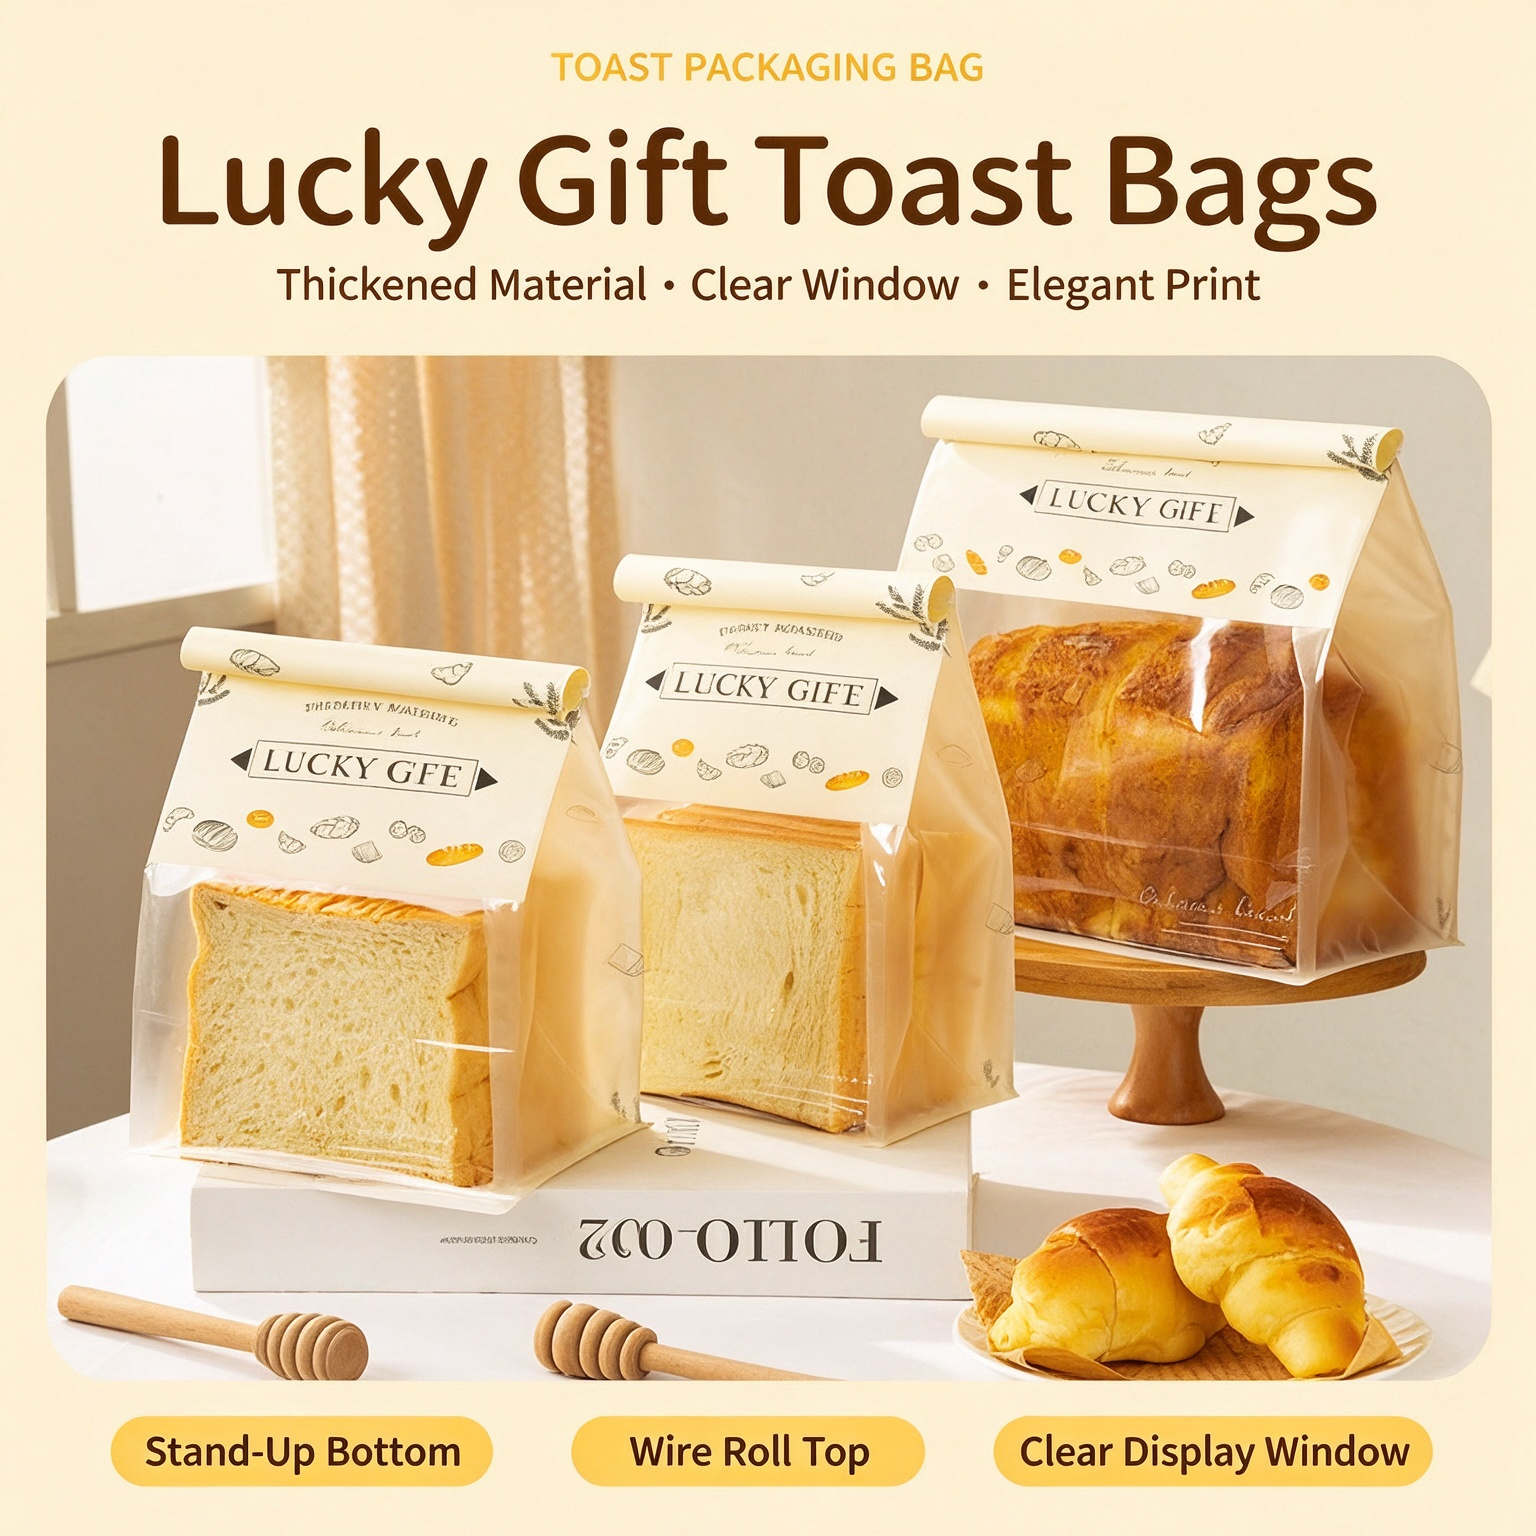 TOAST PACKAGING BAG
Lucky Gift Toast Bags
Thickened Material • Clear Window • Elegant Print
LUCKY GIFE
LUCKY GIFE
LUCKY GFE
FOLIO-002
Stand-Up Bottom
Wire Roll Top
Clear Display Window